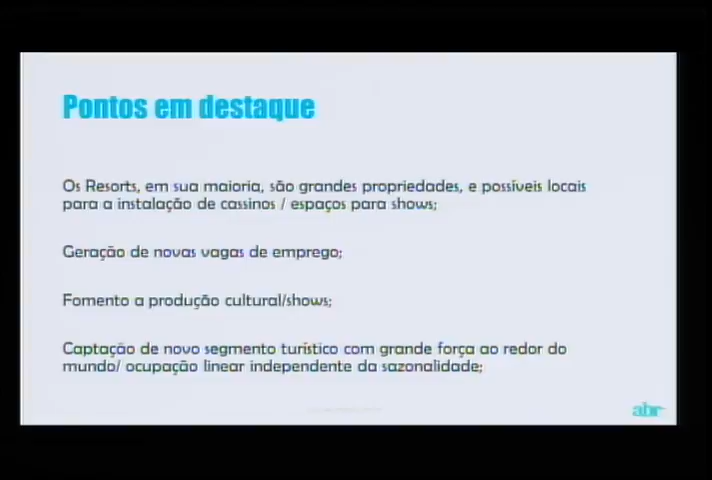 Pontos em destaque
Os Resorts, em sua maioria, são grandes propriedades, e possíveis locais
para a instalação de cassinos / espaços para shows;
Geração de novas vagas de emprego;
Fomento a produção cultural/shows;
Captação de novo segmento turístico com grande força ao redor do
mundo/ ocupação linear independente da sazonalidade;
abr